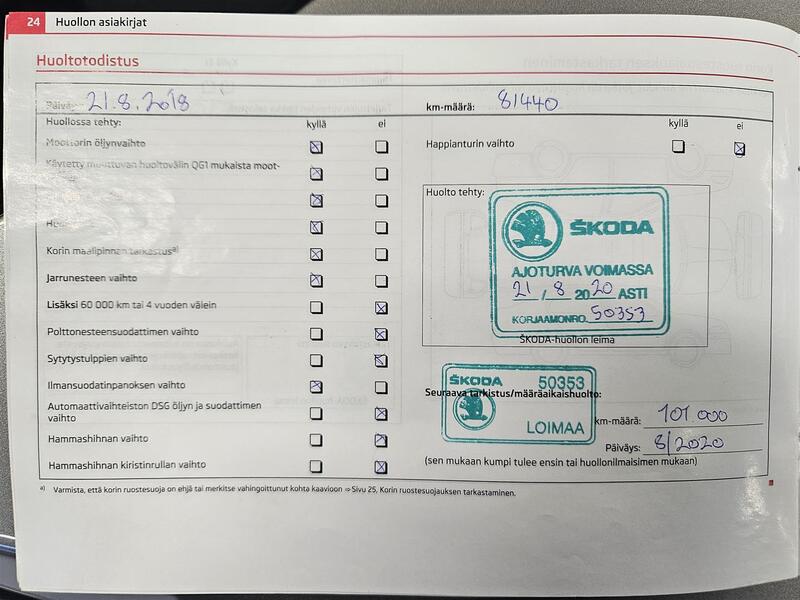 24 Huollon asiakirjat
Huoltotodistus
Päiväys: 21.8.2018
km-määrä: 81440
Huollossa tehty: kyllä ei
Moottorin öljynvaihto
Käytetty muuttuvan huoltovälin QG1 mukaista moot-
Korin maalipinnan tarkastus a)
Jarrunesteen vaihto
Lisäksi 60 000 km tai 4 vuoden välein
Polttonesteensuodattimen vaihto
Sytytystulppien vaihto
Ilmansuodatinpanoksen vaihto
Automaattivaihteiston DSG öljyn ja suodattimen
vaihto
Hammashihnan vaihto
Hammashihnan kiristinrullan vaihto
kyllä ei
Happianturin vaihto
Huolto tehty:
ŠKODA
AJOTURVA VOIMASSA
21 / 8 2020 ASTI
KORJAAMONRO. 50353
ŠKODA-huollon leima
ŠKODA 50353
LOIMAA
Seuraava tarkistus/määräaikaishuolto:
km-määrä: 101 000
Päiväys: 8/2020
(sen mukaan kumpi tulee ensin tai huollonilmaisimen mukaan)
a) Varmista, että korin ruostesuoja on ehjä tai merkitse vahingoittunut kohta kaavioon ⇒ Sivu 25, Korin ruostesuojauksen tarkastaminen.